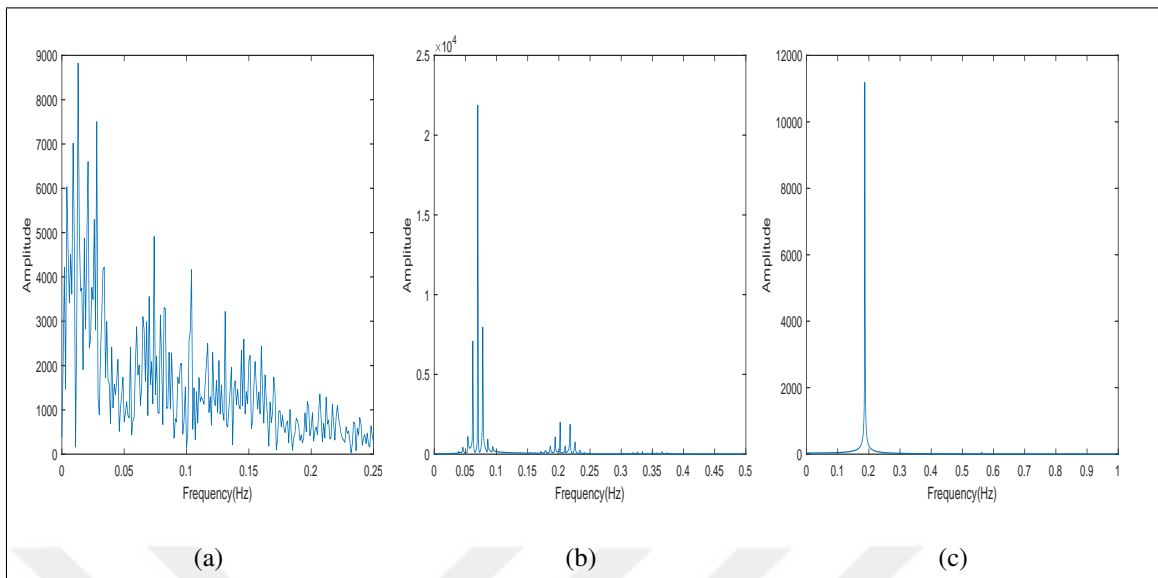 9000
8000
7000
6000
5000
4000
3000
2000
1000
0
Amplitude
0 0.05 0.1 0.15 0.2 0.25
Frequency(Hz)
(a)
×10⁴
2.5
2
1.5
1
0.5
0
Amplitude
0 0.05 0.1 0.15 0.2 0.25 0.3 0.35 0.4 0.45 0.5
Frequency(Hz)
(b)
12000
10000
8000
6000
4000
2000
0
Amplitude
0 0.1 0.2 0.3 0.4 0.5 0.6 0.7 0.8 0.9 1
Frequency(Hz)
(c)